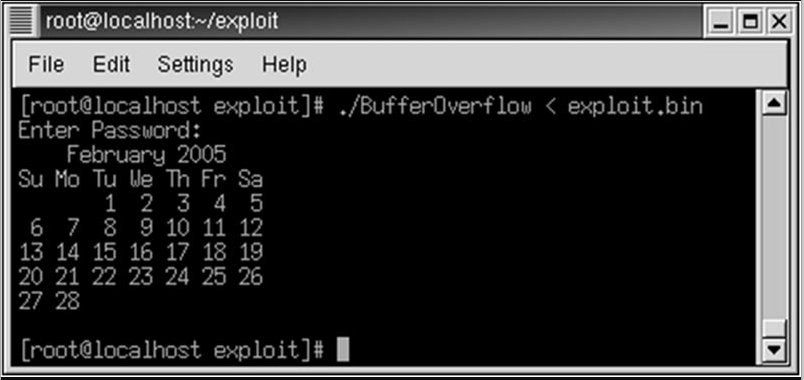 root@localhost:~/exploit
File Edit Settings Help
[root@localhost exploit]# ./BufferOverflow < exploit.bin
Enter Password:
    February 2005
Su Mo Tu We Th Fr Sa
       1  2  3  4  5
 6  7  8  9 10 11 12
13 14 15 16 17 18 19
20 21 22 23 24 25 26
27 28
[root@localhost exploit]#